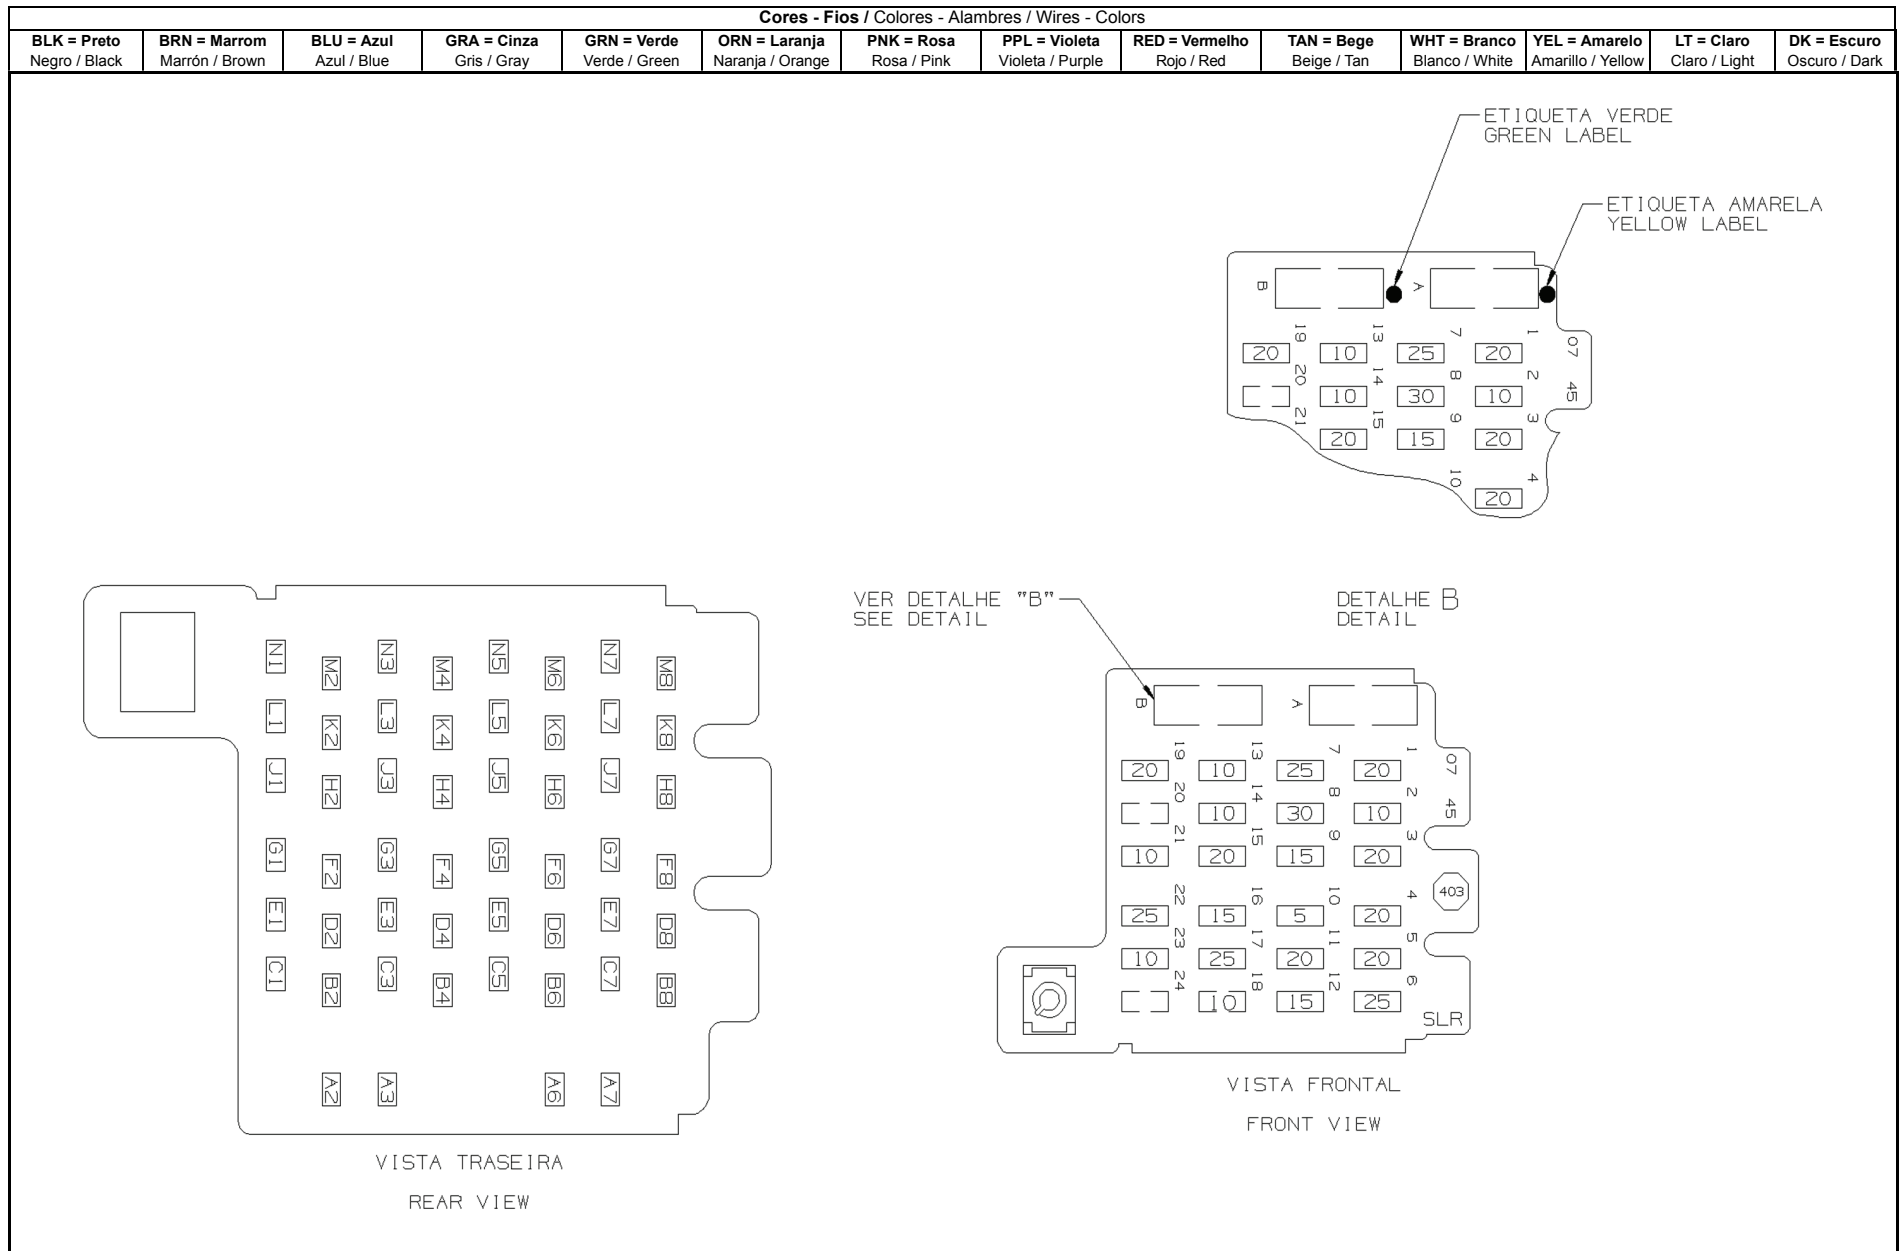 Cores - Fios / Colores - Alambres / Wires - Colors
BLK = Preto BRN = Marrom BLU = Azul GRA = Cinza GRN = Verde ORN = Laranja PNK = Rosa PPL = Violeta RED = Vermelho TAN = Bege WHT = Branco YEL = Amarelo LT = Claro DK = Escuro
Negro / Black Marrón / Brown Azul / Blue Gris / Gray Verde / Green Naranja / Orange Rosa / Pink Violeta / Purple Rojo / Red Beige / Tan Blanco / White Amarillo / Yellow Claro / Light Oscuro / Dark
ETIQUETA VERDE
GREEN LABEL
ETIQUETA AMARELA
YELLOW LABEL
B A
19 13 7 1 07
20 10 25 20
20 14 8 2 45
10 30 10
21 15 9 3
20 15 20
10 4
20
VER DETALHE "B"
SEE DETAIL
DETALHE B
DETAIL
N1 N3 N5 N7
M2 M4 M6 M8
L1 L3 L5 L7
K2 K4 K6 K8
J1 J3 J5 J7
H2 H4 H6 H8
G1 G3 G5 G7
F2 F4 F6 F8
E1 E3 E5 E7
D2 D4 D6 D8
C1 C3 C5 C7
B2 B4 B6 B8
A2 A3 A6 A7
VISTA TRASEIRA
REAR VIEW
B A
19 13 7 1 07
20 10 25 20
20 14 8 2 45
10 30 10
21 15 9 3
10 20 15 20
22 16 10 4 403
25 15 5 20
23 17 11 5
10 25 20 20
24 18 12 6
10 15 25
SLR
VISTA FRONTAL
FRONT VIEW